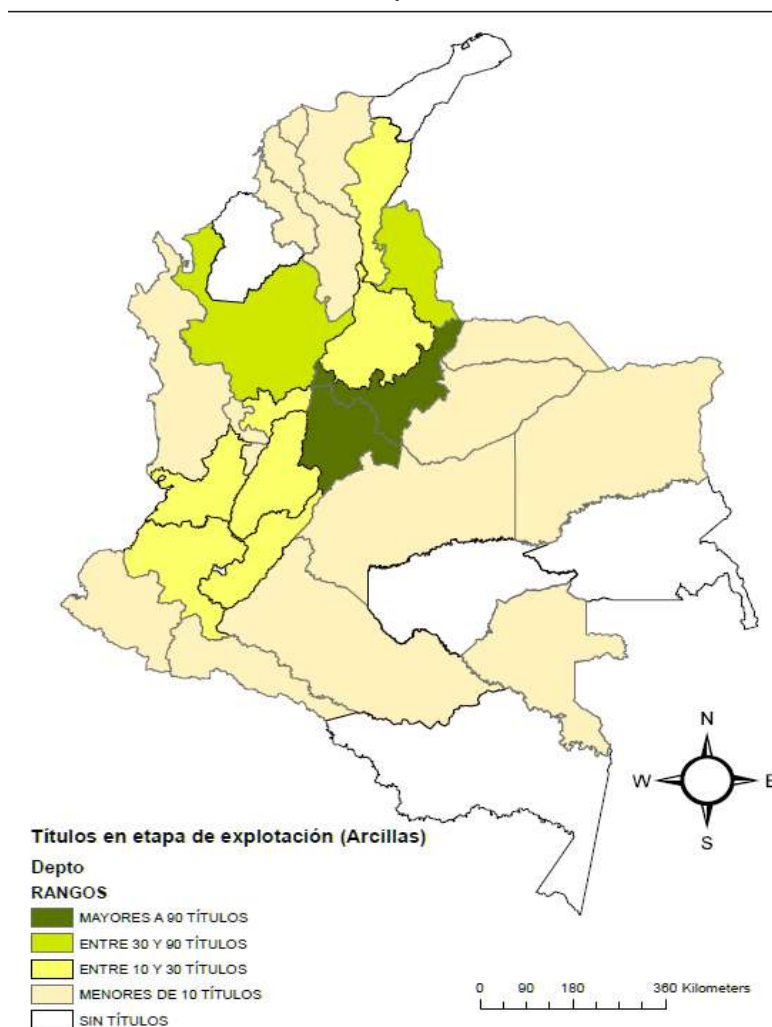 N
W E
S
Títulos en etapa de explotación (Arcillas)
Depto
RANGOS
MAYORES A 90 TÍTULOS
ENTRE 30 Y 90 TÍTULOS
ENTRE 10 Y 30 TÍTULOS
MENORES DE 10 TÍTULOS
SIN TÍTULOS
0 90 180 360 Kilometers